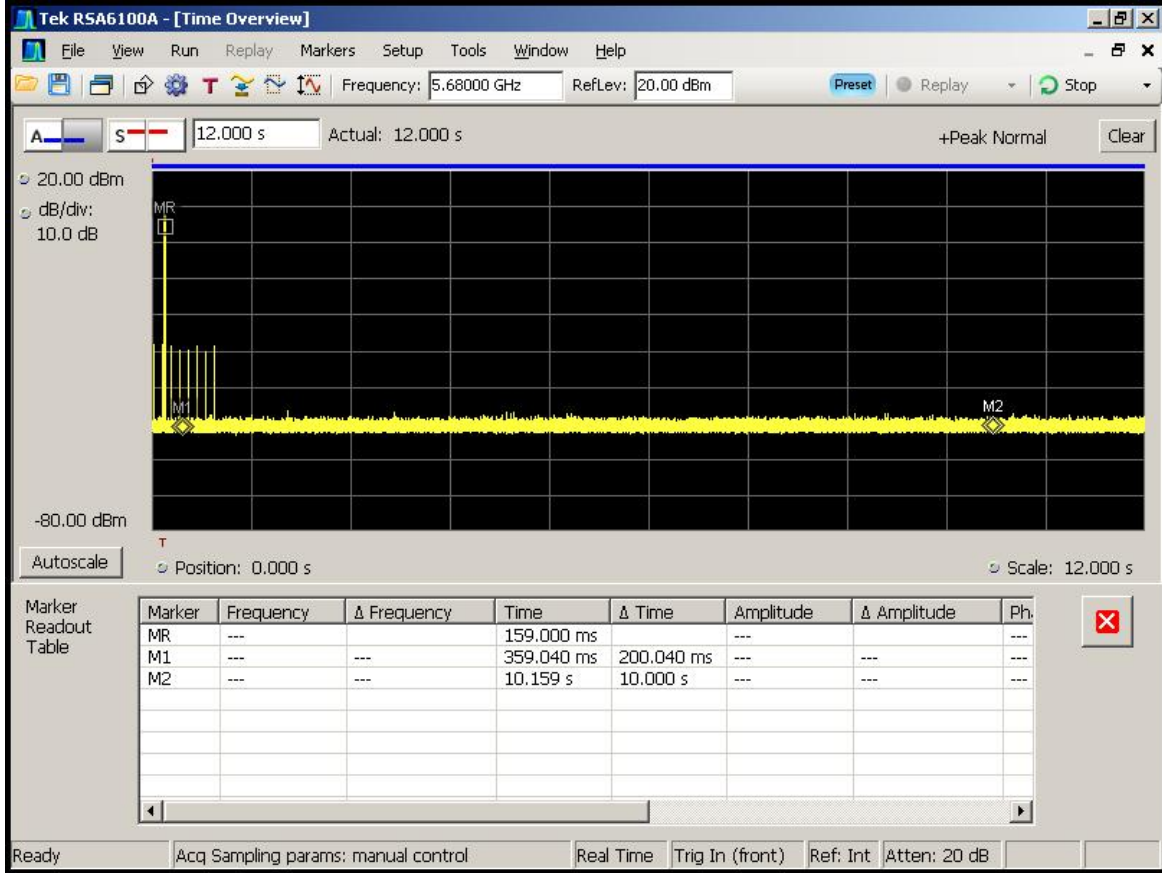 Tek RSA6100A - [Time Overview]
File View Run Replay Markers Setup Tools Window Help
T Frequency: 5.68000 GHz RefLev: 20.00 dBm Preset Replay Stop
A S 12.000 s Actual: 12.000 s +Peak Normal Clear
20.00 dBm
dB/div:
10.0 dB
MR
M1
M2
-80.00 dBm
T
Autoscale Position: 0.000 s Scale: 12.000 s
Marker
Readout
Table
Marker Frequency Δ Frequency Time Δ Time Amplitude Δ Amplitude Ph
MR --- 159.000 ms --- ---
M1 --- --- 359.040 ms 200.040 ms --- --- ---
M2 --- --- 10.159 s 10.000 s --- --- ---
Ready Acq Sampling params: manual control Real Time Trig In (front) Ref: Int Atten: 20 dB